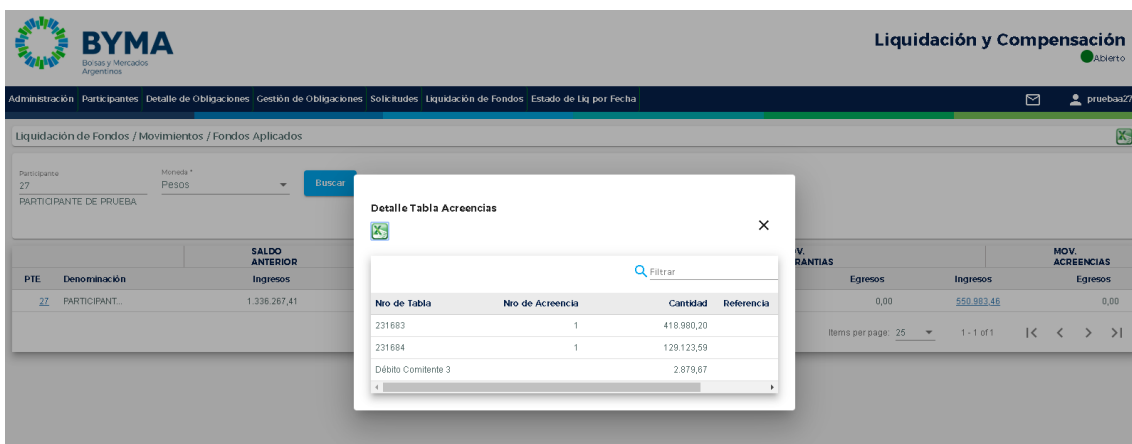 BYMA
Bolsas y Mercados
Argentinos
Liquidación y Compensación
Abierto
Administración Participantes Detalle de Obligaciones Gestión de Obligaciones Solicitudes Liquidación de Fondos Estado de Liq por Fecha
pruebaa27
Liquidación de Fondos / Movimientos / Fondos Aplicados
Participante
27
PARTICIPANTE DE PRUEBA
Moneda *
Pesos
Buscar
Detalle Tabla Acreencias
Filtrar
Nro de Tabla Nro de Acreencia Cantidad Referencia
231683 1 418.980,20
231684 1 129.123,59
Débito Comitente 3 2.879,67
SALDO
ANTERIOR
V.
RANTIAS
MOV.
ACREENCIAS
PTE Denominación Ingresos Egresos Ingresos Egresos
27 PARTICIPANT... 1.336.267,41 0,00 550.983,46 0,00
Items per page: 25 1 - 1 of 1